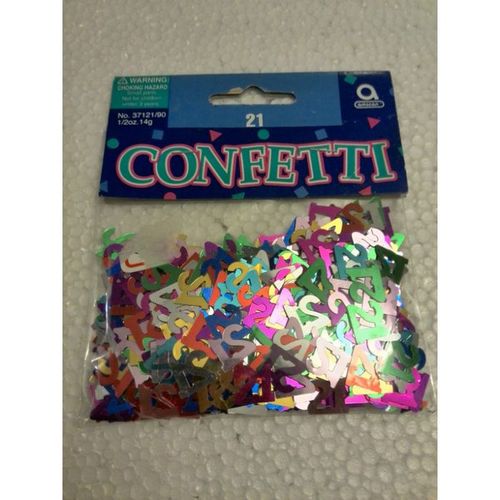 WARNING:
CHOKING HAZARD
Small parts.
Not for children
under 3 years.
No. 37121/90
1/2oz.14g
21
amscan
CONFETTI